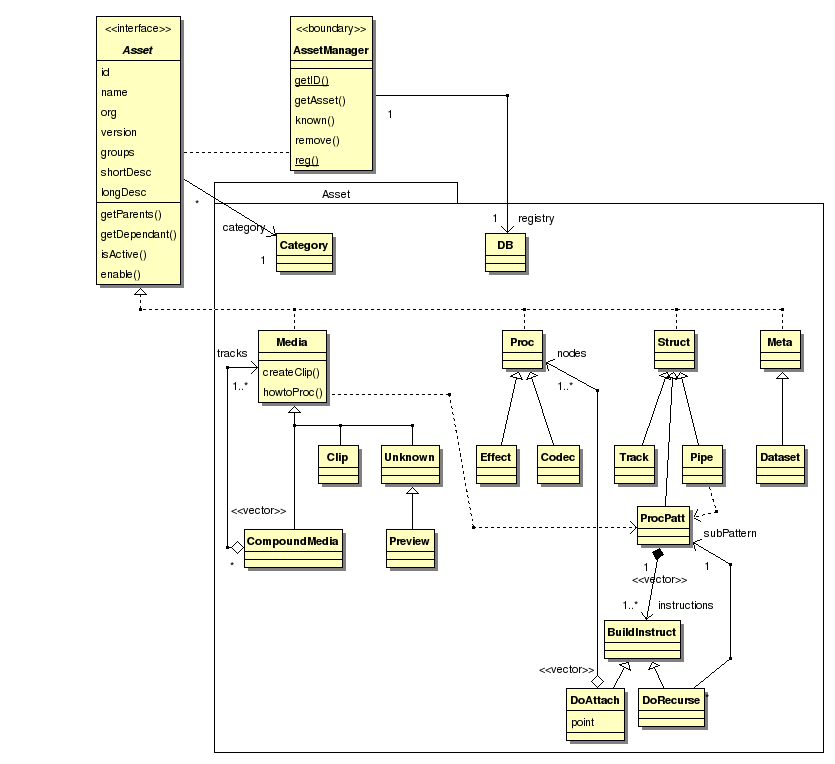 <<interface>>
Asset
id
name
org
version
groups
shortDesc
longDesc
getParents()
getDependant()
isActive()
enable()
<<boundary>>
AssetManager
getID()
getAsset()
known()
remove()
reg()
1
Asset
*
category
1
Category
1
registry
DB
Media
createClip()
howtoProc()
tracks
1..*
Proc
nodes
1..*
Struct
Meta
Clip
Unknown
Effect
Codec
Track
Pipe
Dataset
<<vector>>
*
CompoundMedia
Preview
ProcPatt
subPattern
1
1
<<vector>>
1..*
instructions
BuildInstruct
<<vector>>
DoAttach
point
DoRecurse
*